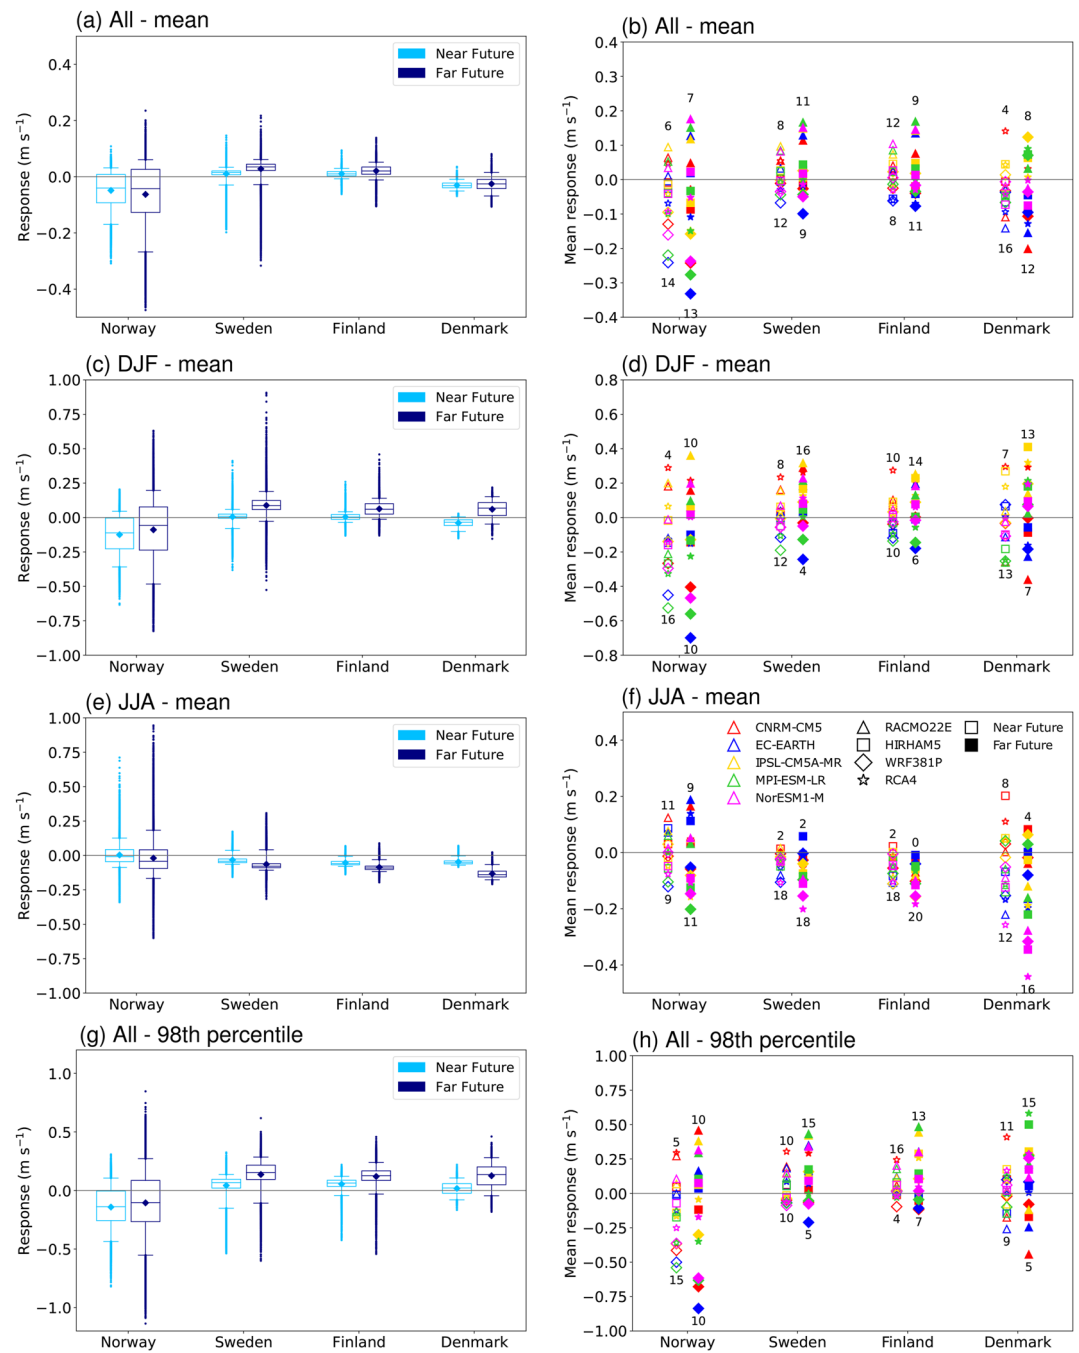 (a) All - mean
Response (m s⁻¹)
0.4
0.2
0.0
−0.2
−0.4
Near Future
Far Future
Norway Sweden Finland Denmark
(b) All - mean
Mean response (m s⁻¹)
0.4
0.3
0.2
0.1
0.0
−0.1
−0.2
−0.3
−0.4
6 7 8 11 12 9 4 8
14 13 12 9 8 11 16 12
Norway Sweden Finland Denmark
(c) DJF - mean
Response (m s⁻¹)
1.00
0.75
0.50
0.25
0.00
−0.25
−0.50
−0.75
−1.00
Near Future
Far Future
Norway Sweden Finland Denmark
(d) DJF - mean
Mean response (m s⁻¹)
0.8
0.6
0.4
0.2
0.0
−0.2
−0.4
−0.6
−0.8
4 10 8 16 10 14 7 13
16 10 12 4 10 6 13 7
Norway Sweden Finland Denmark
(e) JJA - mean
Response (m s⁻¹)
1.00
0.75
0.50
0.25
0.00
−0.25
−0.50
−0.75
−1.00
Near Future
Far Future
Norway Sweden Finland Denmark
(f) JJA - mean
Mean response (m s⁻¹)
0.4
0.2
0.0
−0.2
−0.4
CNRM-CM5
EC-EARTH
IPSL-CM5A-MR
MPI-ESM-LR
NorESM1-M
RACMO22E
HIRHAM5
WRF381P
RCA4
Near Future
Far Future
11 9 2 2 2 0 8 4
9 11 18 18 18 20 12 16
Norway Sweden Finland Denmark
(g) All - 98th percentile
Response (m s⁻¹)
1.0
0.5
0.0
−0.5
−1.0
Near Future
Far Future
Norway Sweden Finland Denmark
(h) All - 98th percentile
Mean response (m s⁻¹)
1.00
0.75
0.50
0.25
0.00
−0.25
−0.50
−0.75
−1.00
5 10 10 15 16 13 11 15
15 10 10 5 4 7 9 5
Norway Sweden Finland Denmark